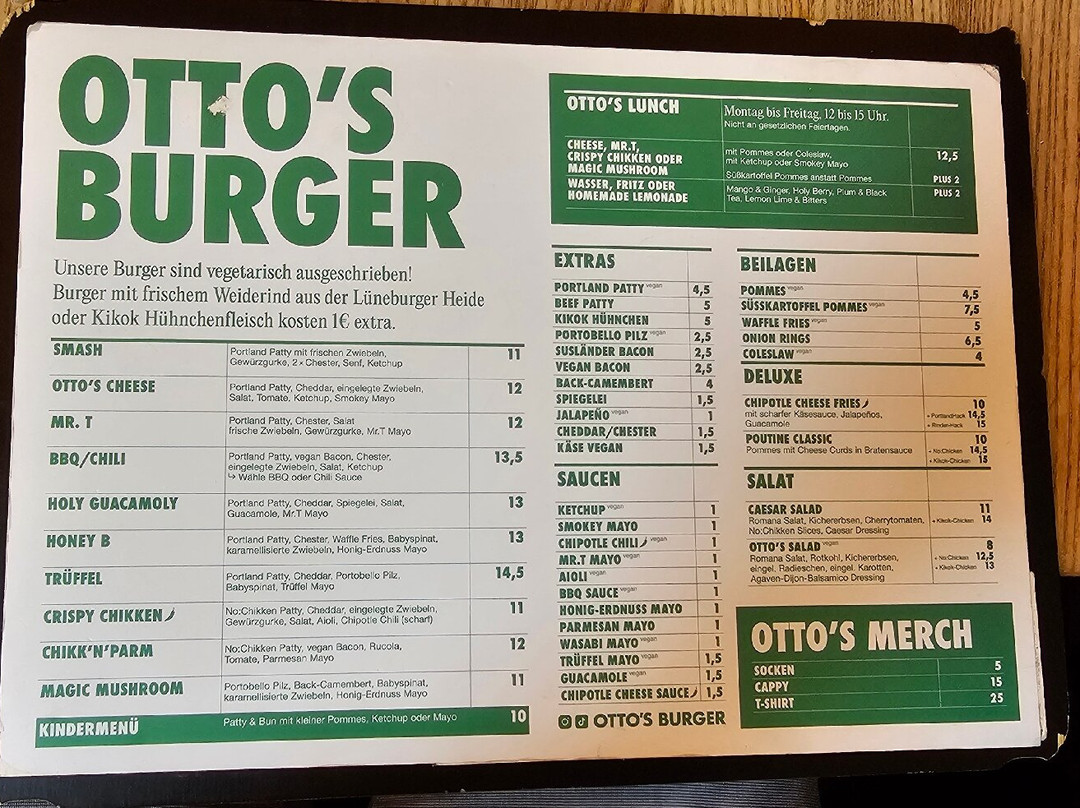 OTTO'S
BURGER
Unsere Burger sind vegetarisch ausgeschrieben!
Burger mit frischem Weiderind aus der Lüneburger Heide
oder Kikok Hühnchenfleisch kosten 1€ extra.
SMASH
Portland Patty mit frischen Zwiebeln,
Gewürzgurke, 2 x Chester, Senf, Ketchup
11
OTTO'S CHEESE
Portland Patty, Cheddar, eingelegte Zwiebeln,
Salat, Tomate, Ketchup, Smokey Mayo
12
MR. T
Portland Patty, Chester, Salat
frische Zwiebeln, Gewürzgurke, Mr.T Mayo
12
BBQ/CHILI
Portland Patty, vegan Bacon, Chester,
eingelegte Zwiebeln, Salat, Ketchup
↳ Wähle BBQ oder Chili Sauce
13,5
HOLY GUACAMOLY
Portland Patty, Cheddar, Spiegelei, Salat,
Guacamole, Mr.T Mayo
13
HONEY B
Portland Patty, Chester, Waffle Fries, Babyspinat,
karamellisierte Zwiebeln, Honig-Erdnuss Mayo
13
TRÜFFEL
Portland Patty, Cheddar, Portobello Pilz,
Babyspinat, Trüffel Mayo
14,5
CRISPY CHIKKEN
No:Chikken Patty, Cheddar, eingelegte Zwiebeln,
Gewürzgurke, Salat, Aioli, Chipotle Chili (scharf)
11
CHIKK'N'PARM
No:Chikken Patty, vegan Bacon, Rucola,
Tomate, Parmesan Mayo
12
MAGIC MUSHROOM
Portobello Pilz, Back-Camembert, Babyspinat,
karamellisierte Zwiebeln, Honig-Erdnuss Mayo
11
KINDERMENÜ
Patty & Bun mit kleiner Pommes, Ketchup oder Mayo
10
OTTO'S LUNCH
Montag bis Freitag, 12 bis 15 Uhr.
Nicht an gesetzlichen Feiertagen.
CHEESE, MR.T,
CRISPY CHIKKEN ODER
MAGIC MUSHROOM
mit Pommes oder Coleslaw,
mit Ketchup oder Smokey Mayo
12,5
Süßkartoffel Pommes anstatt Pommes
PLUS 2
WASSER, FRITZ ODER
HOMEMADE LEMONADE
Mango & Ginger, Holy Berry, Plum & Black
Tea, Lemon Lime & Bitters
PLUS 2
EXTRAS
PORTLAND PATTY vegan 4,5
BEEF PATTY 5
KIKOK HÜHNCHEN 5
PORTOBELLO PILZ vegan 2,5
SUSLÄNDER BACON 2,5
VEGAN BACON 2,5
BACK-CAMEMBERT 4
SPIEGELEI 1,5
JALAPEÑO vegan 1
CHEDDAR/CHESTER 1,5
KÄSE VEGAN 1,5
SAUCEN
KETCHUP vegan 1
SMOKEY MAYO 1
CHIPOTLE CHILI vegan 1
MR.T MAYO vegan 1
AIOLI vegan 1
BBQ SAUCE vegan 1
HONIG-ERDNUSS MAYO 1
PARMESAN MAYO 1
WASABI MAYO vegan 1
TRÜFFEL MAYO vegan 1,5
GUACAMOLE vegan 1,5
CHIPOTLE CHEESE SAUCE 1,5
OTTO'S BURGER
BEILAGEN
POMMES vegan 4,5
SÜSSKARTOFFEL POMMES vegan 7,5
WAFFLE FRIES vegan 5
ONION RINGS 6,5
COLESLAW vegan 4
DELUXE
CHIPOTLE CHEESE FRIES 10
mit scharfer Käsesauce, Jalapeños,
Guacamole
+ PortlandHack 14,5
+ Rinder-Hack 15
POUTINE CLASSIC 10
Pommes mit Cheese Curds in Bratensauce
+ No:Chicken 14,5
+ Kikok-Chicken 15
SALAT
CAESAR SALAD 11
Romana Salat, Kichererbsen, Cherrytomaten,
No:Chikken Slices, Caesar Dressing
+ Kikok-Chicken 14
OTTO'S SALAD vegan 8
Romana Salat, Rotkohl, Kichererbsen,
eingel. Radieschen, eingel. Karotten,
Agaven-Dijon-Balsamico Dressing
+ No:Chicken 12,5
+ Kikok-Chicken 13
OTTO'S MERCH
SOCKEN 5
CAPPY 15
T-SHIRT 25